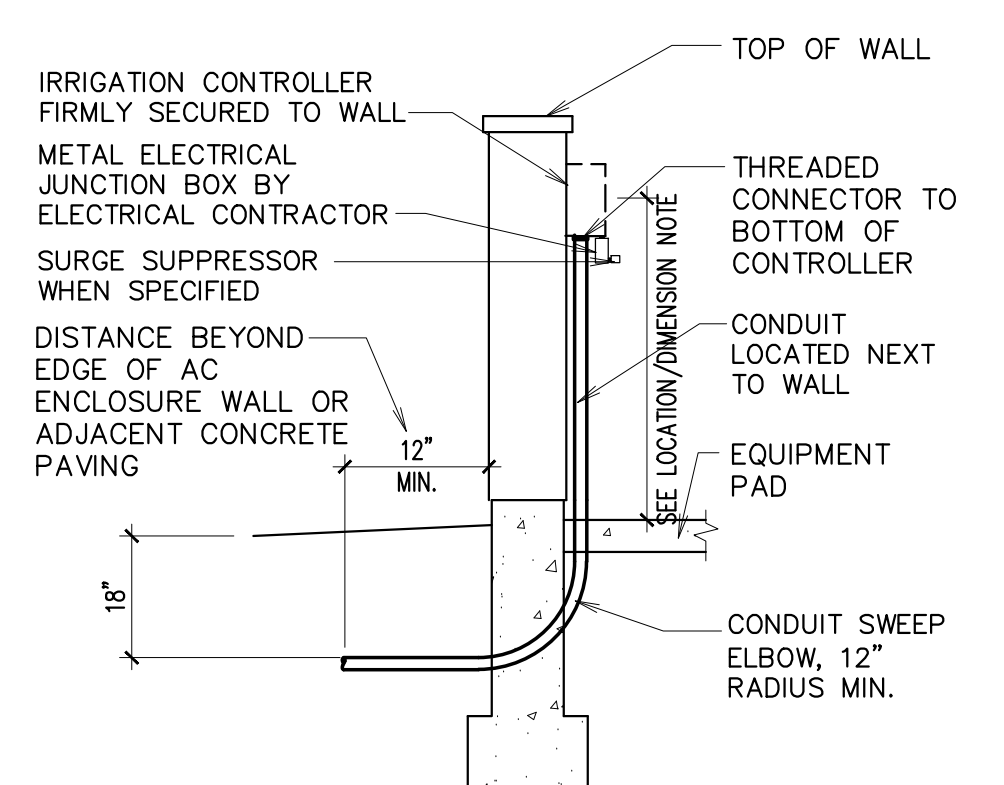 TOP OF WALL
IRRIGATION CONTROLLER
FIRMLY SECURED TO WALL
METAL ELECTRICAL
JUNCTION BOX BY
ELECTRICAL CONTRACTOR
SURGE SUPPRESSOR
WHEN SPECIFIED
DISTANCE BEYOND
EDGE OF AC
ENCLOSURE WALL OR
ADJACENT CONCRETE
PAVING
12"
MIN.
18"
THREADED
CONNECTOR TO
BOTTOM OF
CONTROLLER
SEE LOCATION/DIMENSION NOTE
CONDUIT
LOCATED NEXT
TO WALL
EQUIPMENT
PAD
CONDUIT SWEEP
ELBOW, 12"
RADIUS MIN.